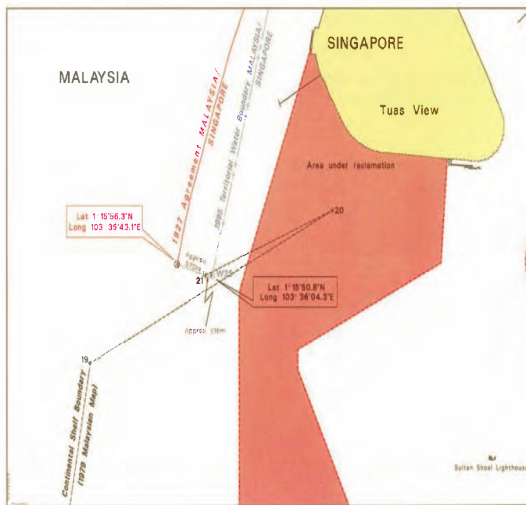 SINGAPORE
MALAYSIA
Tuas View
1927 Agreement MALAYSIA/
SINGAPORE
1995 Territorial Water Boundary MALAYSIA/
SINGAPORE
Area under reclamation
20
Lat 1 15'56.3"N
Long 103 35'43.1'E
Approx
21
W25
Lat 1°15'50.8"N
Long 103° 36'04.3"E
Approx
19
Continental Shelf Boundary
(1979 Malaysian Map)
Sultan Shoal Lighthouse